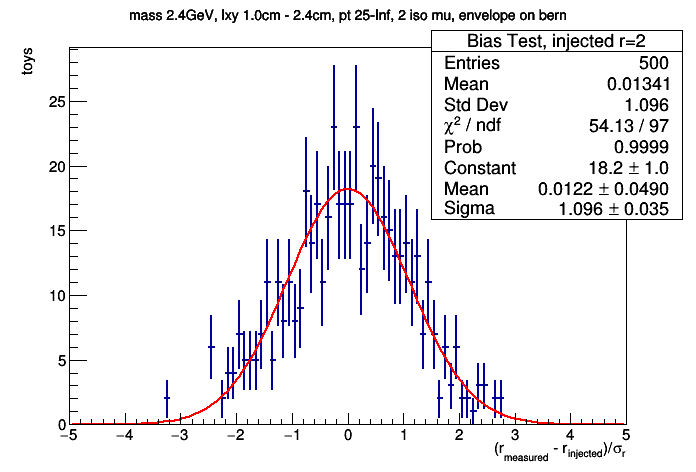 mass 2.4GeV, lxy 1.0cm - 2.4cm, pt 25-Inf, 2 iso mu, envelope on bern
toys
Bias Test, injected r=2
Entries 500
Mean 0.01341
Std Dev 1.096
χ² / ndf 54.13 / 97
Prob 0.9999
Constant 18.2 ± 1.0
Mean 0.0122 ± 0.0490
Sigma 1.096 ± 0.035
25
20
15
10
5
0
−5 −4 −3 −2 −1 0 1 2 3 4 5
(r_measured - r_injected)/σ_r